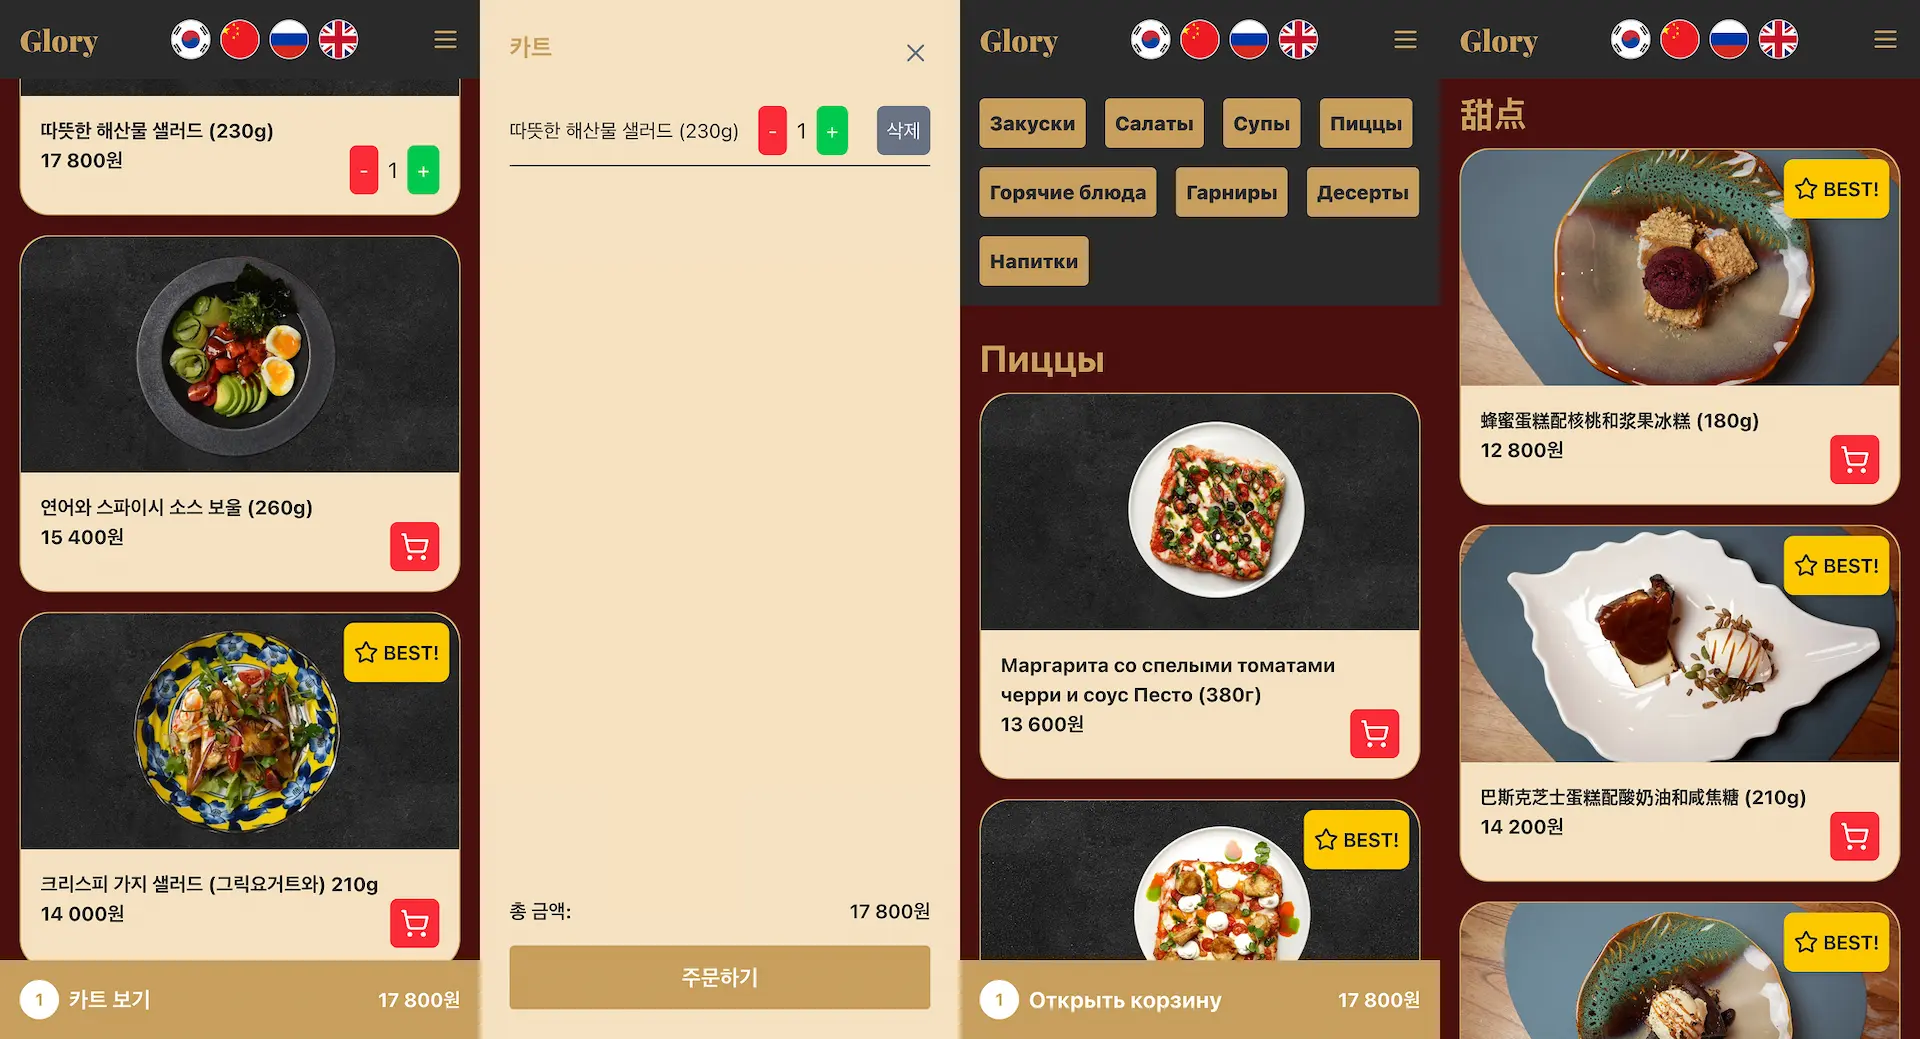 Glory
따뜻한 해산물 샐러드 (230g)
17 800원
- 1 +
연어와 스파이시 소스 보울 (260g)
15 400원
BEST!
크리스피 가지 샐러드 (그릭요거트와) 210g
14 000원
1 카트 보기 17 800원
카트
따뜻한 해산물 샐러드 (230g) - 1 + 삭제
총 금액: 17 800원
주문하기
Glory
Закуски Салаты Супы Пиццы
Горячие блюда Гарниры Десерты
Напитки
Пиццы
Маргарита со спелыми томатами
черри и соус Песто (380г)
13 600원
BEST!
1 Открыть корзину 17 800원
Glory
甜点
BEST!
蜂蜜蛋糕配核桃和浆果冰糕 (180g)
12 800원
BEST!
巴斯克芝士蛋糕配酸奶油和咸焦糖 (210g)
14 200원
BEST!